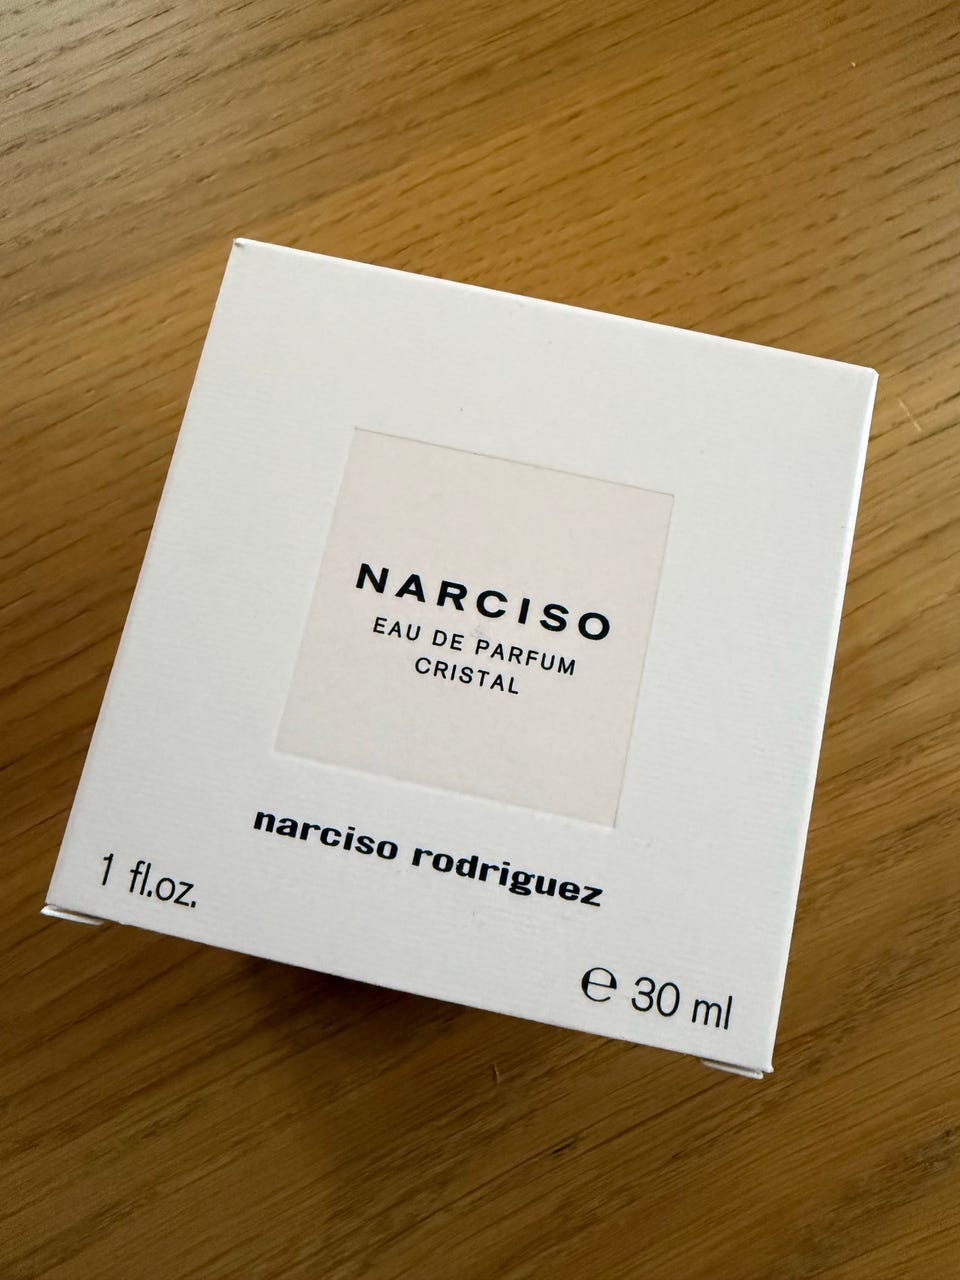 NARCISO
EAU DE PARFUM
CRISTAL
narciso rodriguez
1 fl.oz.
℮ 30 ml